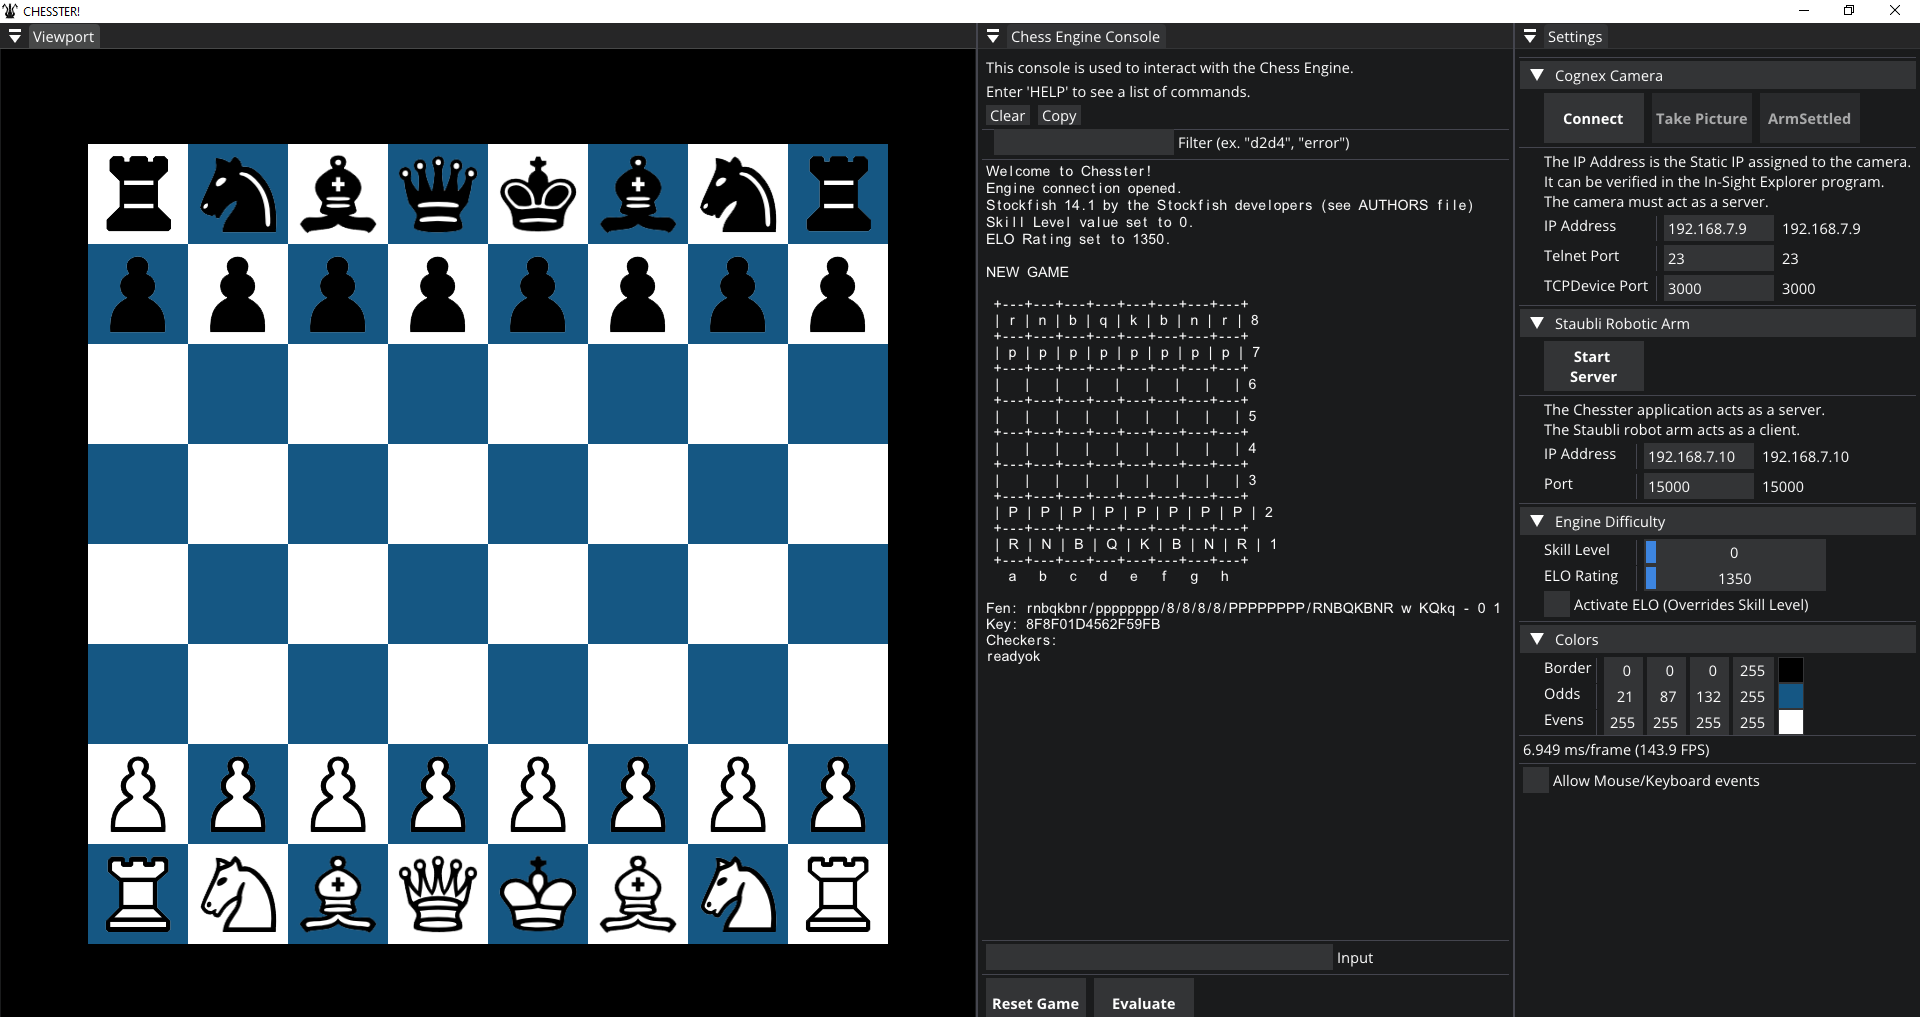 CHESSTER!
Viewport
Chess Engine Console
This console is used to interact with the Chess Engine.
Enter 'HELP' to see a list of commands.
Clear Copy
Filter (ex. "d2d4", "error")
Welcome to Chesster!
Engine connection opened.
Stockfish 14.1 by the Stockfish developers (see AUTHORS file)
Skill Level value set to 0.
ELO Rating set to 1350.
NEW GAME
+---+---+---+---+---+---+---+---+
| r | n | b | q | k | b | n | r | 8
+---+---+---+---+---+---+---+---+
| p | p | p | p | p | p | p | p | 7
+---+---+---+---+---+---+---+---+
|   |   |   |   |   |   |   |   | 6
+---+---+---+---+---+---+---+---+
|   |   |   |   |   |   |   |   | 5
+---+---+---+---+---+---+---+---+
|   |   |   |   |   |   |   |   | 4
+---+---+---+---+---+---+---+---+
|   |   |   |   |   |   |   |   | 3
+---+---+---+---+---+---+---+---+
| P | P | P | P | P | P | P | P | 2
+---+---+---+---+---+---+---+---+
| R | N | B | Q | K | B | N | R | 1
+---+---+---+---+---+---+---+---+
a b c d e f g h
Fen: rnbqkbnr/pppppppp/8/8/8/8/PPPPPPPP/RNBQKBNR w KQkq - 0 1
Key: 8F8F01D4562F59FB
Checkers:
readyok
Input
Reset Game Evaluate
Settings
Cognex Camera
Connect Take Picture ArmSettled
The IP Address is the Static IP assigned to the camera.
It can be verified in the In-Sight Explorer program.
The camera must act as a server.
IP Address 192.168.7.9 192.168.7.9
Telnet Port 23 23
TCPDevice Port 3000 3000
Staubli Robotic Arm
Start
Server
The Chesster application acts as a server.
The Staubli robot arm acts as a client.
IP Address 192.168.7.10 192.168.7.10
Port 15000 15000
Engine Difficulty
Skill Level 0
ELO Rating 1350
Activate ELO (Overrides Skill Level)
Colors
Border 0 0 0 255
Odds 21 87 132 255
Evens 255 255 255 255
6.949 ms/frame (143.9 FPS)
Allow Mouse/Keyboard events